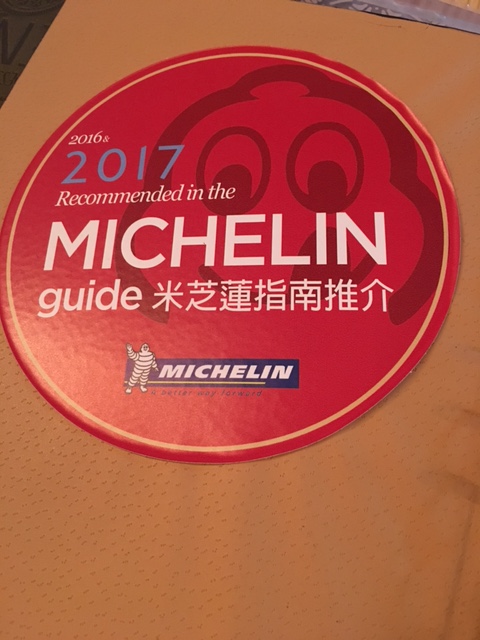 2016 &
2017
Recommended in the
MICHELIN
guide 米芝蓮指南推介
MICHELIN
A better way forward